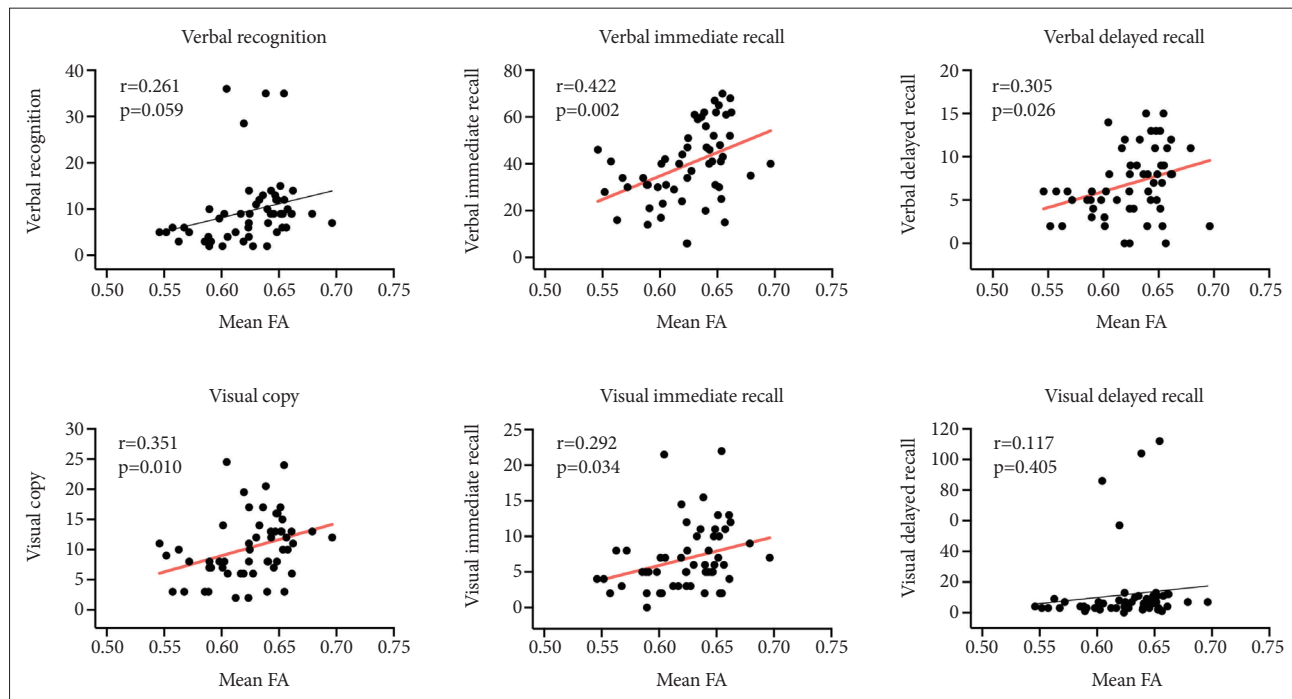 Verbal recognition
r=0.261
p=0.059
Verbal recognition
40
30
20
10
0
0.50 0.55 0.60 0.65 0.70 0.75
Mean FA
Verbal immediate recall
r=0.422
p=0.002
Verbal immediate recall
80
60
40
20
0
0.50 0.55 0.60 0.65 0.70 0.75
Mean FA
Verbal delayed recall
r=0.305
p=0.026
Verbal delayed recall
20
15
10
5
0
0.50 0.55 0.60 0.65 0.70 0.75
Mean FA
Visual copy
r=0.351
p=0.010
Visual copy
30
25
20
15
10
5
0
0.50 0.55 0.60 0.65 0.70 0.75
Mean FA
Visual immediate recall
r=0.292
p=0.034
Visual immediate recall
25
20
15
10
5
0
0.50 0.55 0.60 0.65 0.70 0.75
Mean FA
Visual delayed recall
r=0.117
p=0.405
Visual delayed recall
120
100
80
0
40
20
0
0.50 0.55 0.60 0.65 0.70 0.75
Mean FA